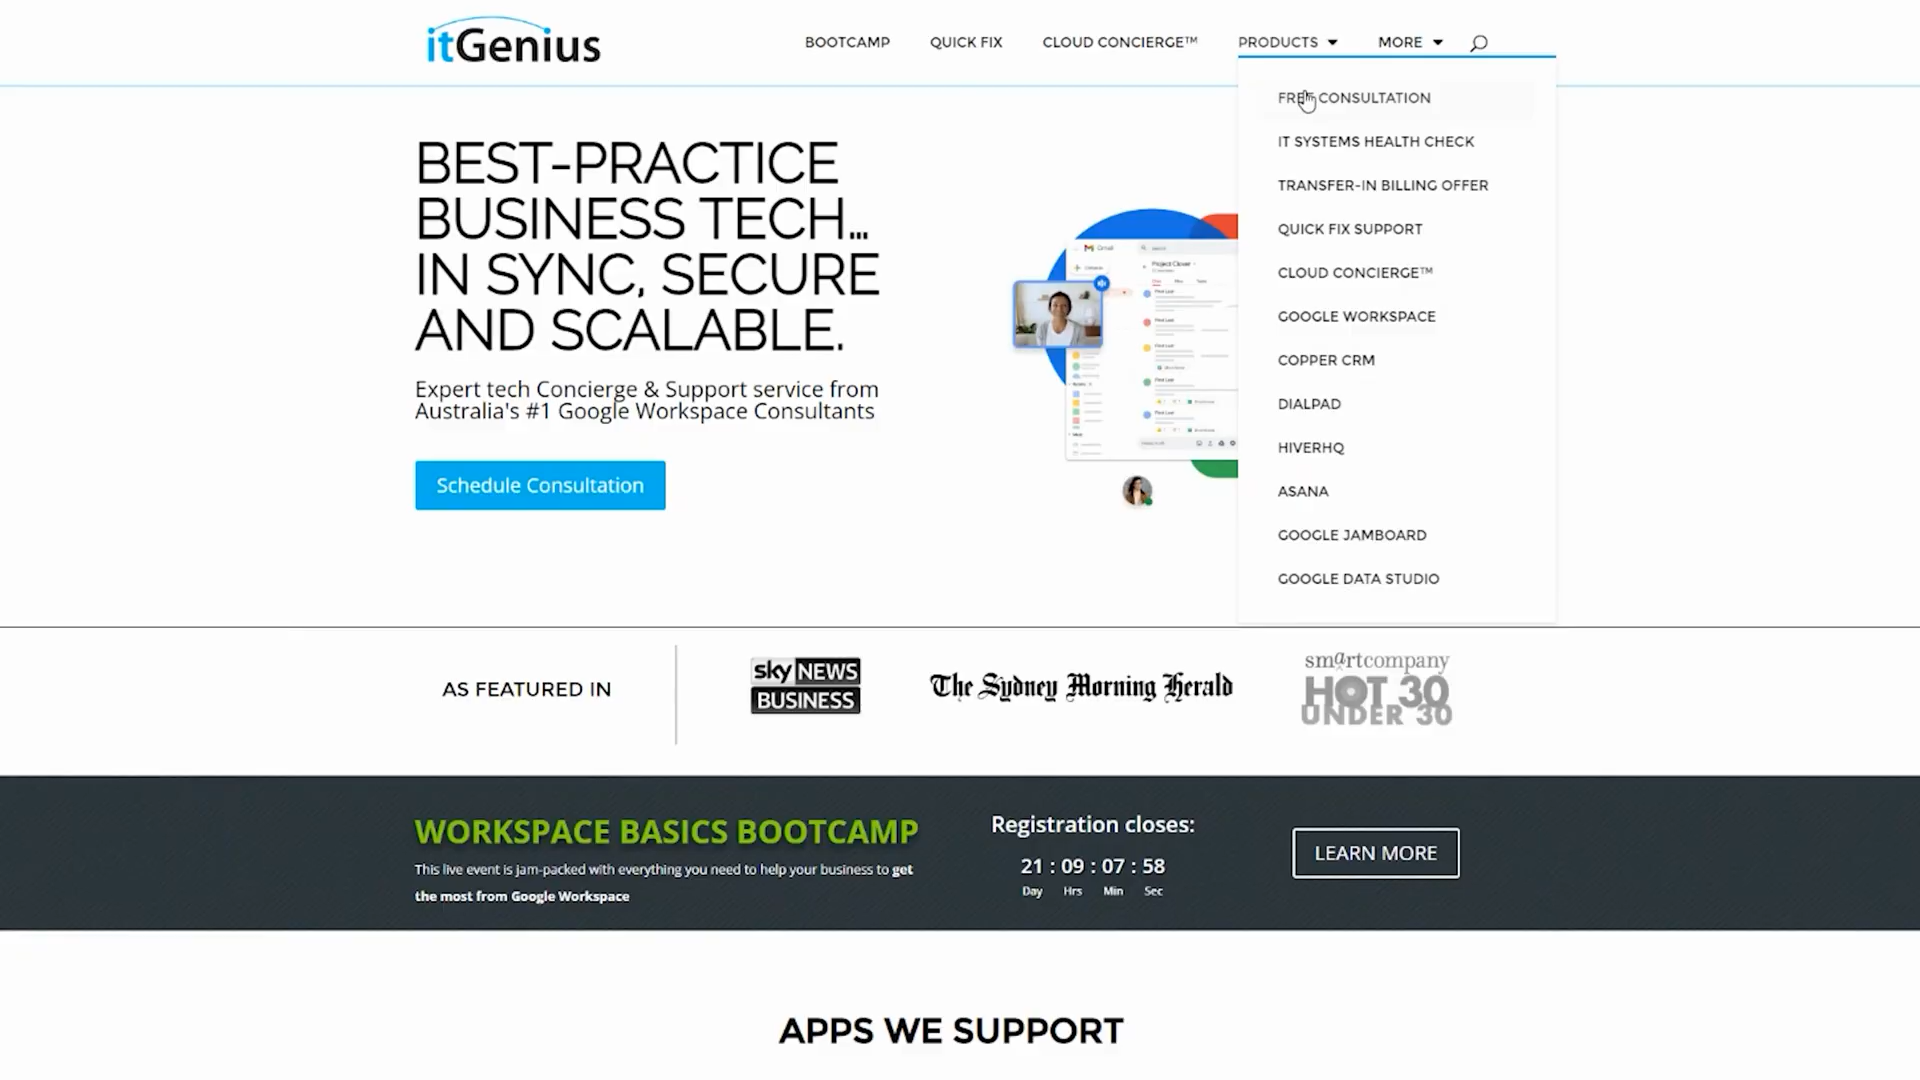 itGenius
BOOTCAMP
QUICK FIX
CLOUD CONCIERGE™
PRODUCTS
MORE
FREE CONSULTATION
IT SYSTEMS HEALTH CHECK
TRANSFER-IN BILLING OFFER
QUICK FIX SUPPORT
CLOUD CONCIERGE™
GOOGLE WORKSPACE
COPPER CRM
DIALPAD
HIVERHQ
ASANA
GOOGLE JAMBOARD
GOOGLE DATA STUDIO
BEST-PRACTICE
BUSINESS TECH...
IN SYNC, SECURE
AND SCALABLE.
Expert tech Concierge & Support service from
Australia's #1 Google Workspace Consultants
Schedule Consultation
Gmail
Project Clover
AS FEATURED IN
sky NEWS
BUSINESS
The Sydney Morning Herald
smartcompany
HOT 30
UNDER 30
WORKSPACE BASICS BOOTCAMP
This live event is jam-packed with everything you need to help your business to get
the most from Google Workspace
Registration closes:
21 : 09 : 07 : 58
Day Hrs Min Sec
LEARN MORE
APPS WE SUPPORT